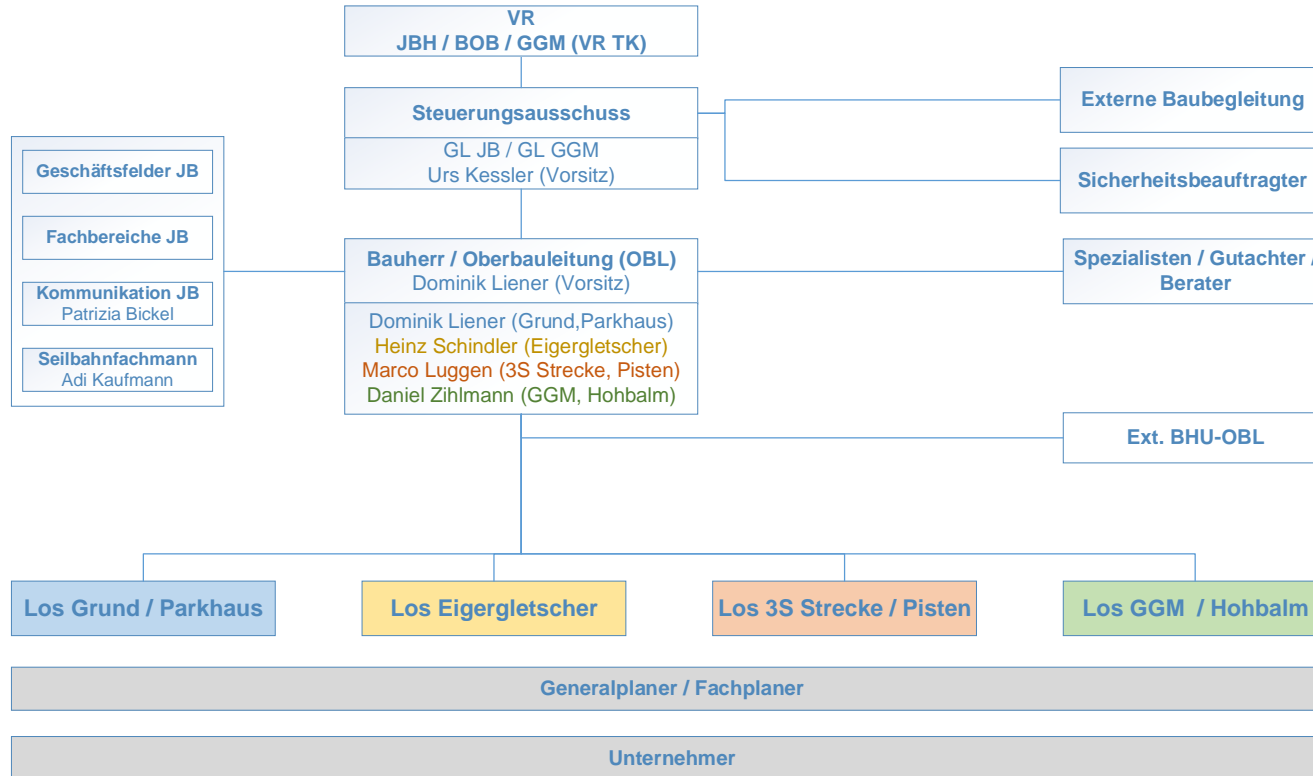 VR
JBH / BOB / GGM (VR TK)
Steuerungsausschuss
GL JB / GL GGM
Urs Kessler (Vorsitz)
Externe Baubegleitung
Sicherheitsbeauftragter
Geschäftsfelder JB
Fachbereiche JB
Kommunikation JB
Patrizia Bickel
Seilbahnfachmann
Adi Kaufmann
Bauherr / Oberbauleitung (OBL)
Dominik Liener (Vorsitz)
Dominik Liener (Grund,Parkhaus)
Heinz Schindler (Eigergletscher)
Marco Luggen (3S Strecke, Pisten)
Daniel Zihlmann (GGM, Hohbalm)
Spezialisten / Gutachter /
Berater
Ext. BHU-OBL
Los Grund / Parkhaus
Los Eigergletscher
Los 3S Strecke / Pisten
Los GGM / Hohbalm
Generalplaner / Fachplaner
Unternehmer